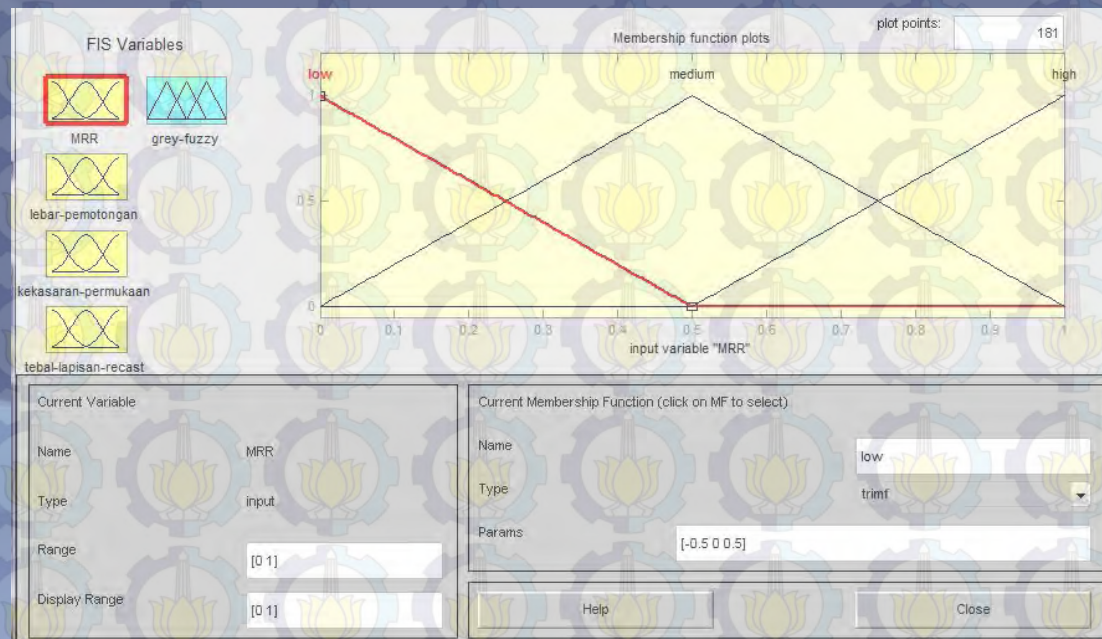 FIS Variables
MRR
grey-fuzzy
lebar-pemotongan
kekasaran-permukaan
tebal-lapisan-recast
Membership function plots
plot points:
181
low
medium
high
1
0.5
0
0 0.1 0.2 0.3 0.4 0.5 0.6 0.7 0.8 0.9 1
input variable "MRR"
Current Variable
Name MRR
Type input
Range [0 1]
Display Range [0 1]
Current Membership Function (click on MF to select)
Name low
Type trimf
Params [-0.5 0 0.5]
Help
Close